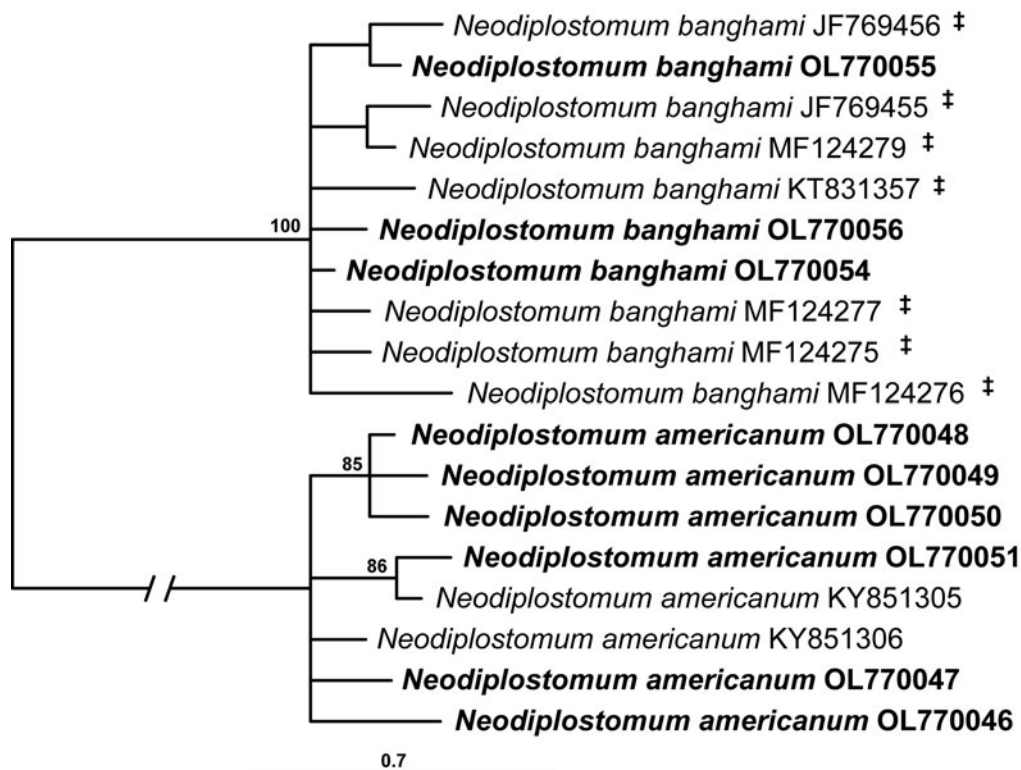 Neodiplostomum banghami JF769456 ‡
Neodiplostomum banghami OL770055
Neodiplostomum banghami JF769455 ‡
Neodiplostomum banghami MF124279 ‡
Neodiplostomum banghami KT831357 ‡
100
Neodiplostomum banghami OL770056
Neodiplostomum banghami OL770054
Neodiplostomum banghami MF124277 ‡
Neodiplostomum banghami MF124275 ‡
Neodiplostomum banghami MF124276 ‡
Neodiplostomum americanum OL770048
85
Neodiplostomum americanum OL770049
Neodiplostomum americanum OL770050
Neodiplostomum americanum OL770051
86
Neodiplostomum americanum KY851305
Neodiplostomum americanum KY851306
Neodiplostomum americanum OL770047
Neodiplostomum americanum OL770046
0.7